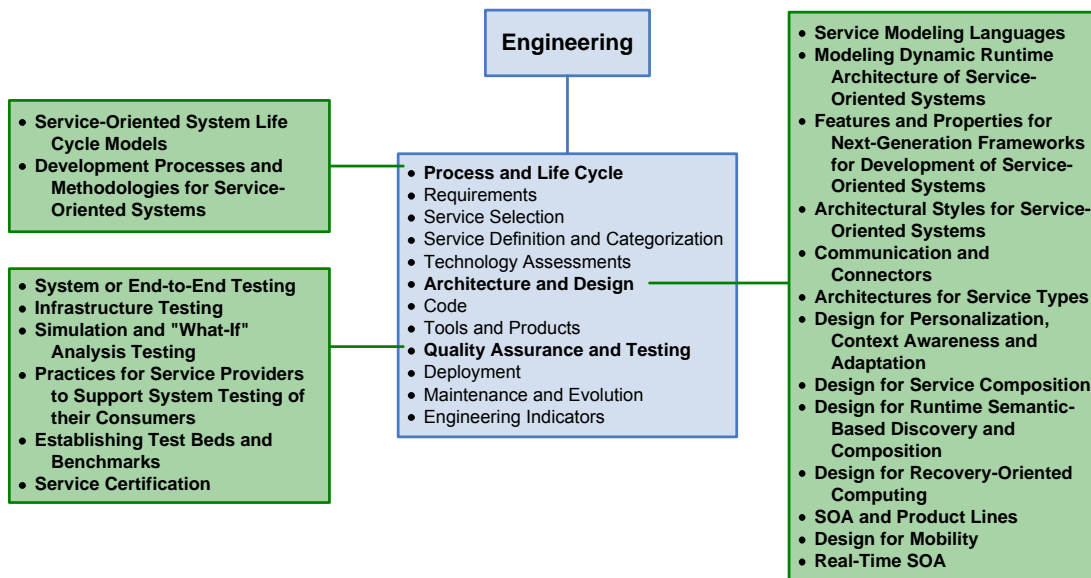 Engineering
• Service-Oriented System Life
Cycle Models
• Development Processes and
Methodologies for Service-
Oriented Systems
• System or End-to-End Testing
• Infrastructure Testing
• Simulation and "What-If"
Analysis Testing
• Practices for Service Providers
to Support System Testing of
their Consumers
• Establishing Test Beds and
Benchmarks
• Service Certification
• Process and Life Cycle
• Requirements
• Service Selection
• Service Definition and Categorization
• Technology Assessments
• Architecture and Design
• Code
• Tools and Products
• Quality Assurance and Testing
• Deployment
• Maintenance and Evolution
• Engineering Indicators
• Service Modeling Languages
• Modeling Dynamic Runtime
Architecture of Service-
Oriented Systems
• Features and Properties for
Next-Generation Frameworks
for Development of Service-
Oriented Systems
• Architectural Styles for Service-
Oriented Systems
• Communication and
Connectors
• Architectures for Service Types
• Design for Personalization,
Context Awareness and
Adaptation
• Design for Service Composition
• Design for Runtime Semantic-
Based Discovery and
Composition
• Design for Recovery-Oriented
Computing
• SOA and Product Lines
• Design for Mobility
• Real-Time SOA